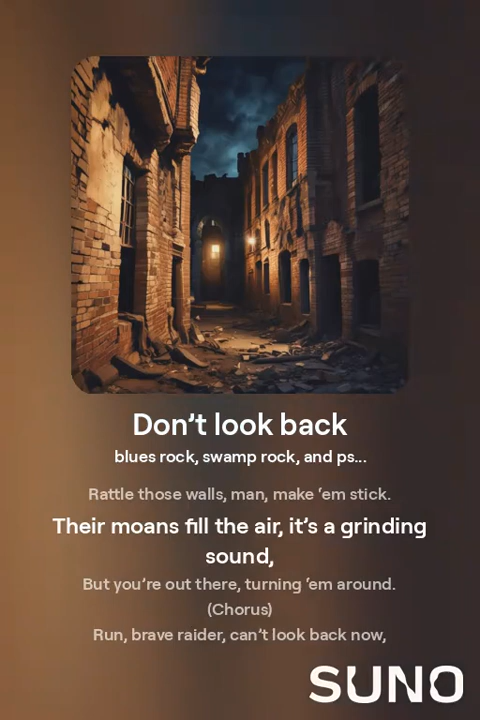 Don’t look back
blues rock, swamp rock, and ps...
Rattle those walls, man, make ‘em stick.
Their moans fill the air, it’s a grinding
sound,
But you’re out there, turning ‘em around.
(Chorus)
Run, brave raider, can’t look back now,
SUNO